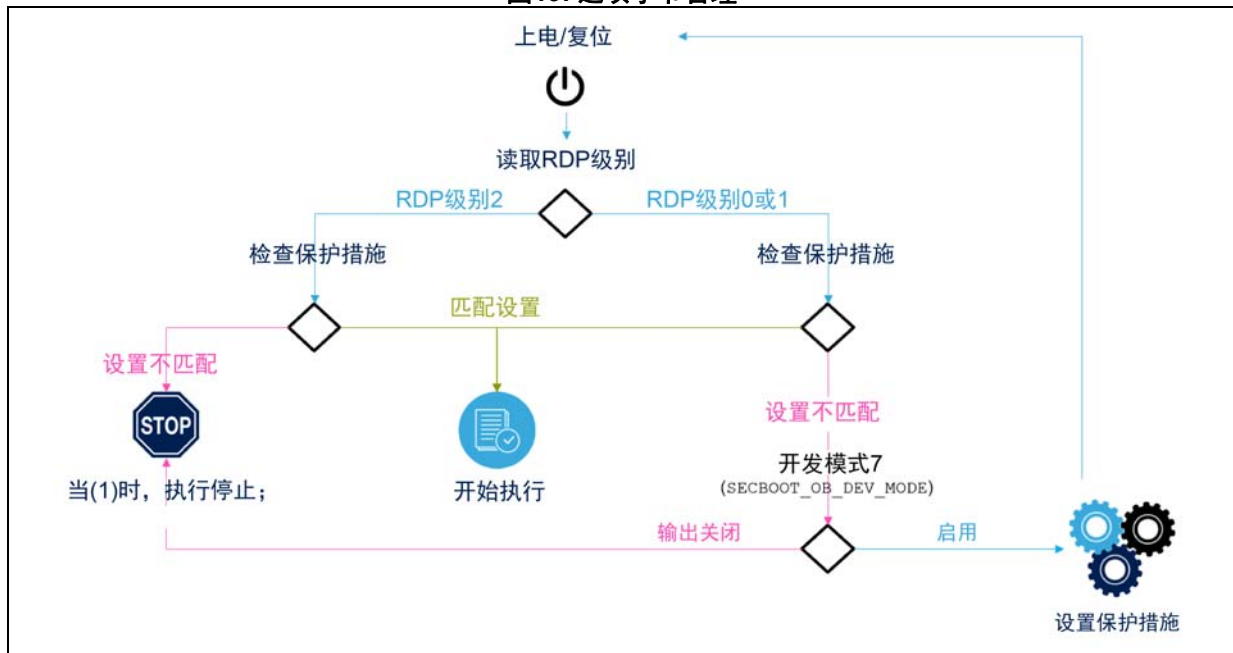 上电/复位
读取RDP级别
RDP级别2
RDP级别0或1
检查保护措施
检查保护措施
匹配设置
设置不匹配
STOP
设置不匹配
开发模式7
(SECBOOT_OB_DEV_MODE)
当(1)时，执行停止；
开始执行
输出关闭
启用
设置保护措施